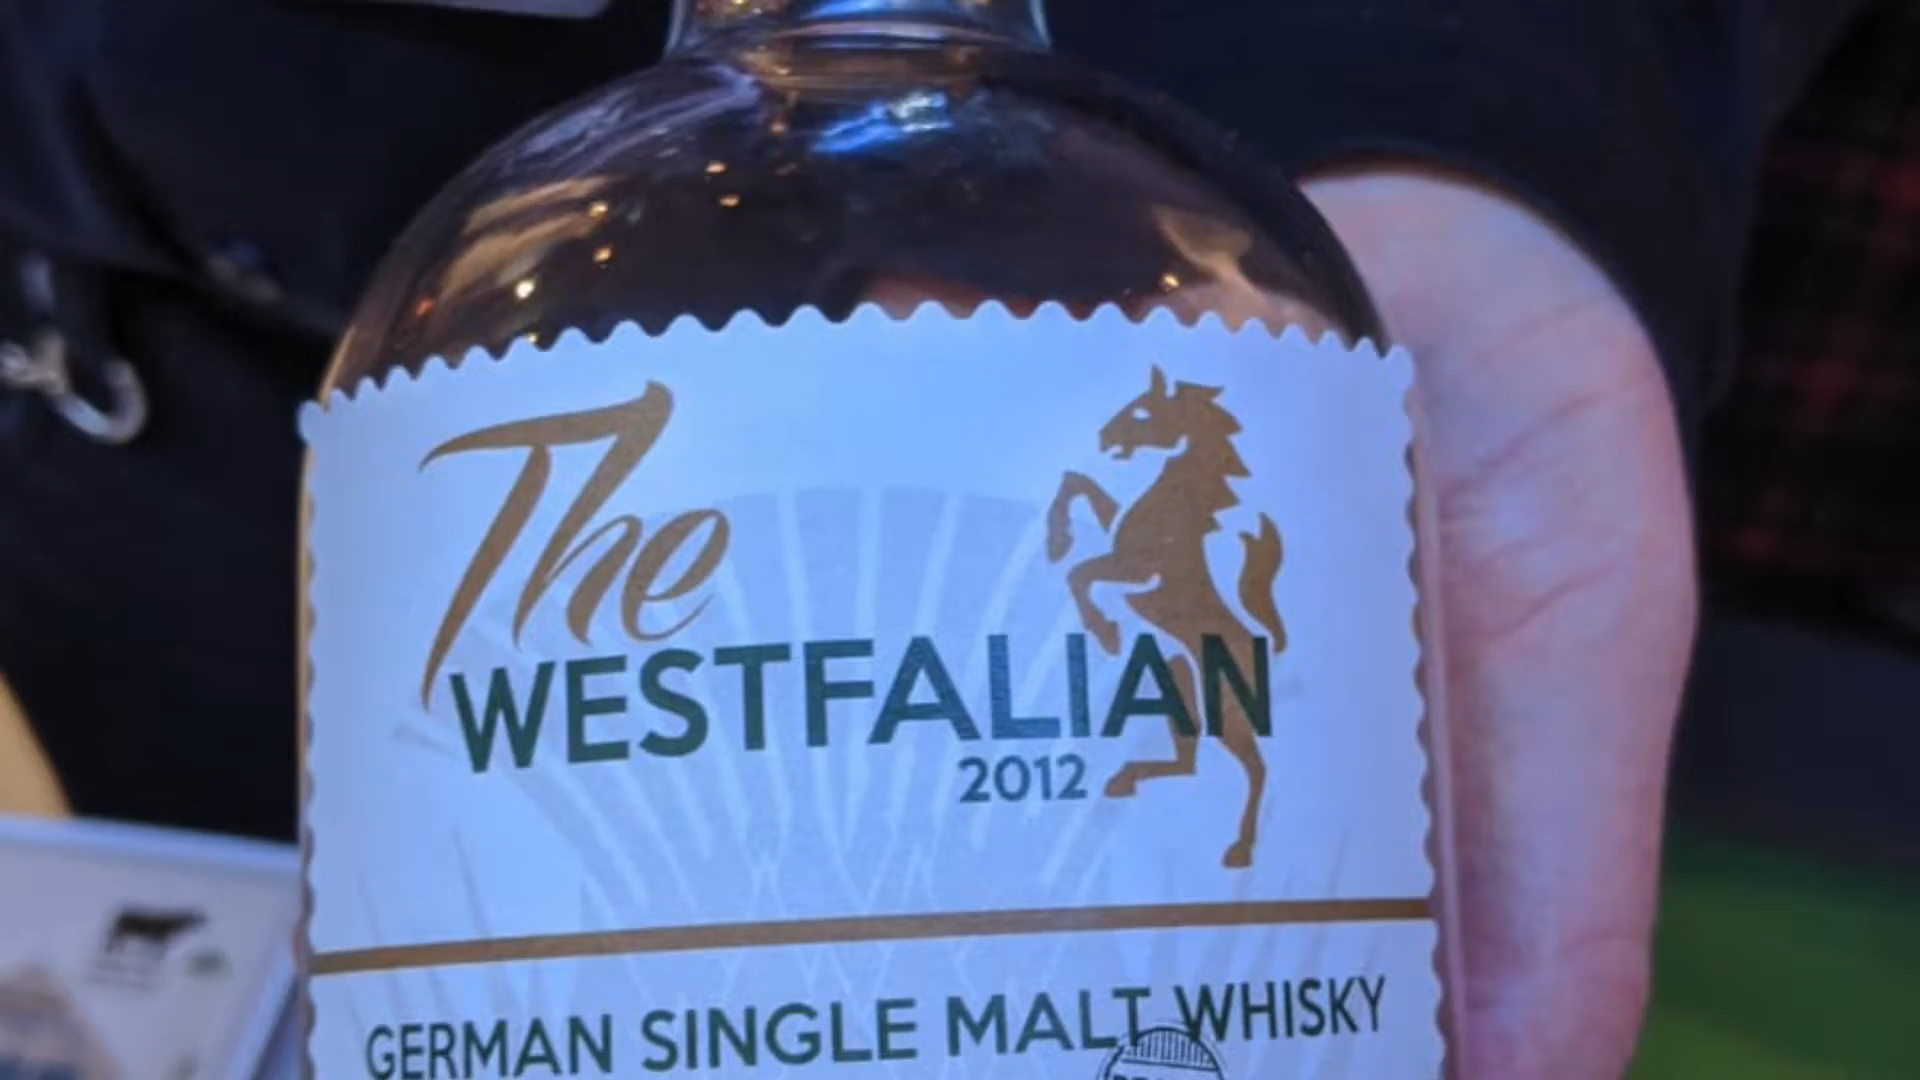 The
WESTFALIAN
2012
GERMAN SINGLE MALT WHISKY